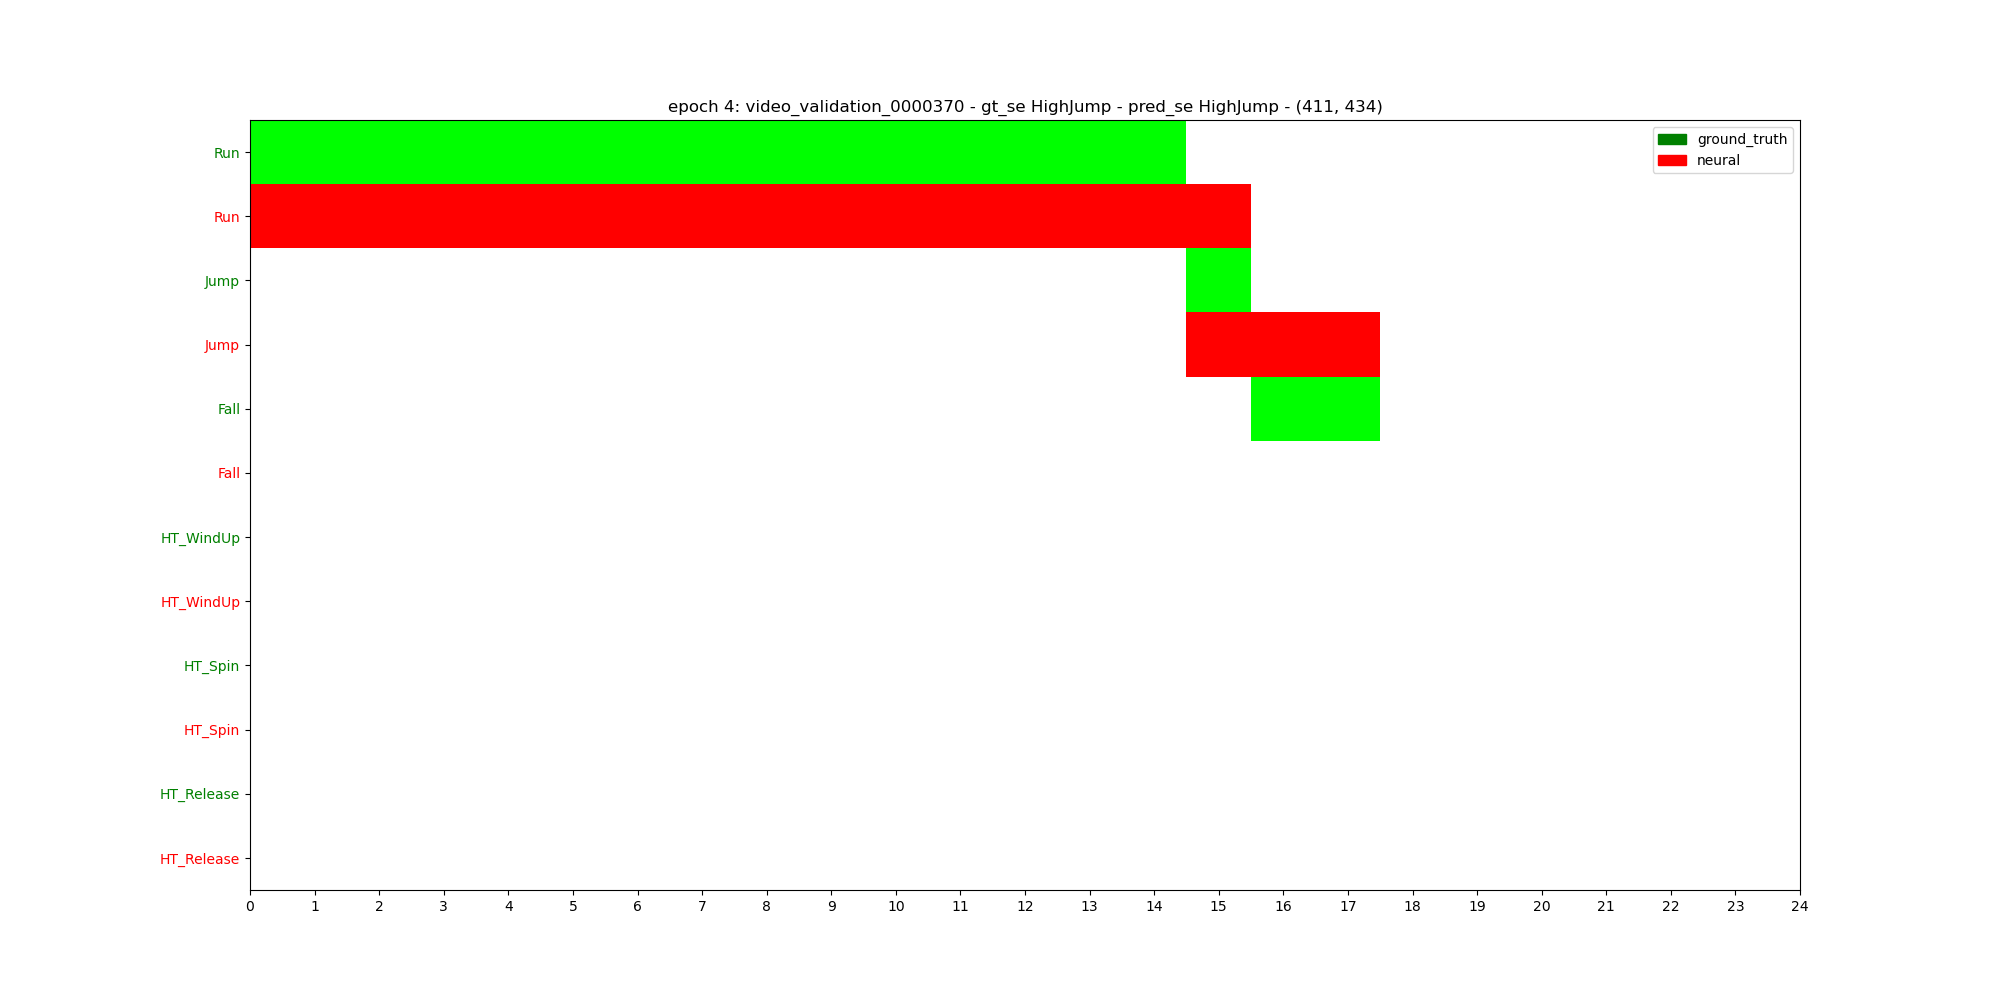 epoch 4: video_validation_0000370 - gt_se HighJump - pred_se HighJump - (411, 434)
ground_truth
neural
Run
Run
Jump
Jump
Fall
Fall
HT_WindUp
HT_WindUp
HT_Spin
HT_Spin
HT_Release
HT_Release
0 1 2 3 4 5 6 7 8 9 10 11 12 13 14 15 16 17 18 19 20 21 22 23 24